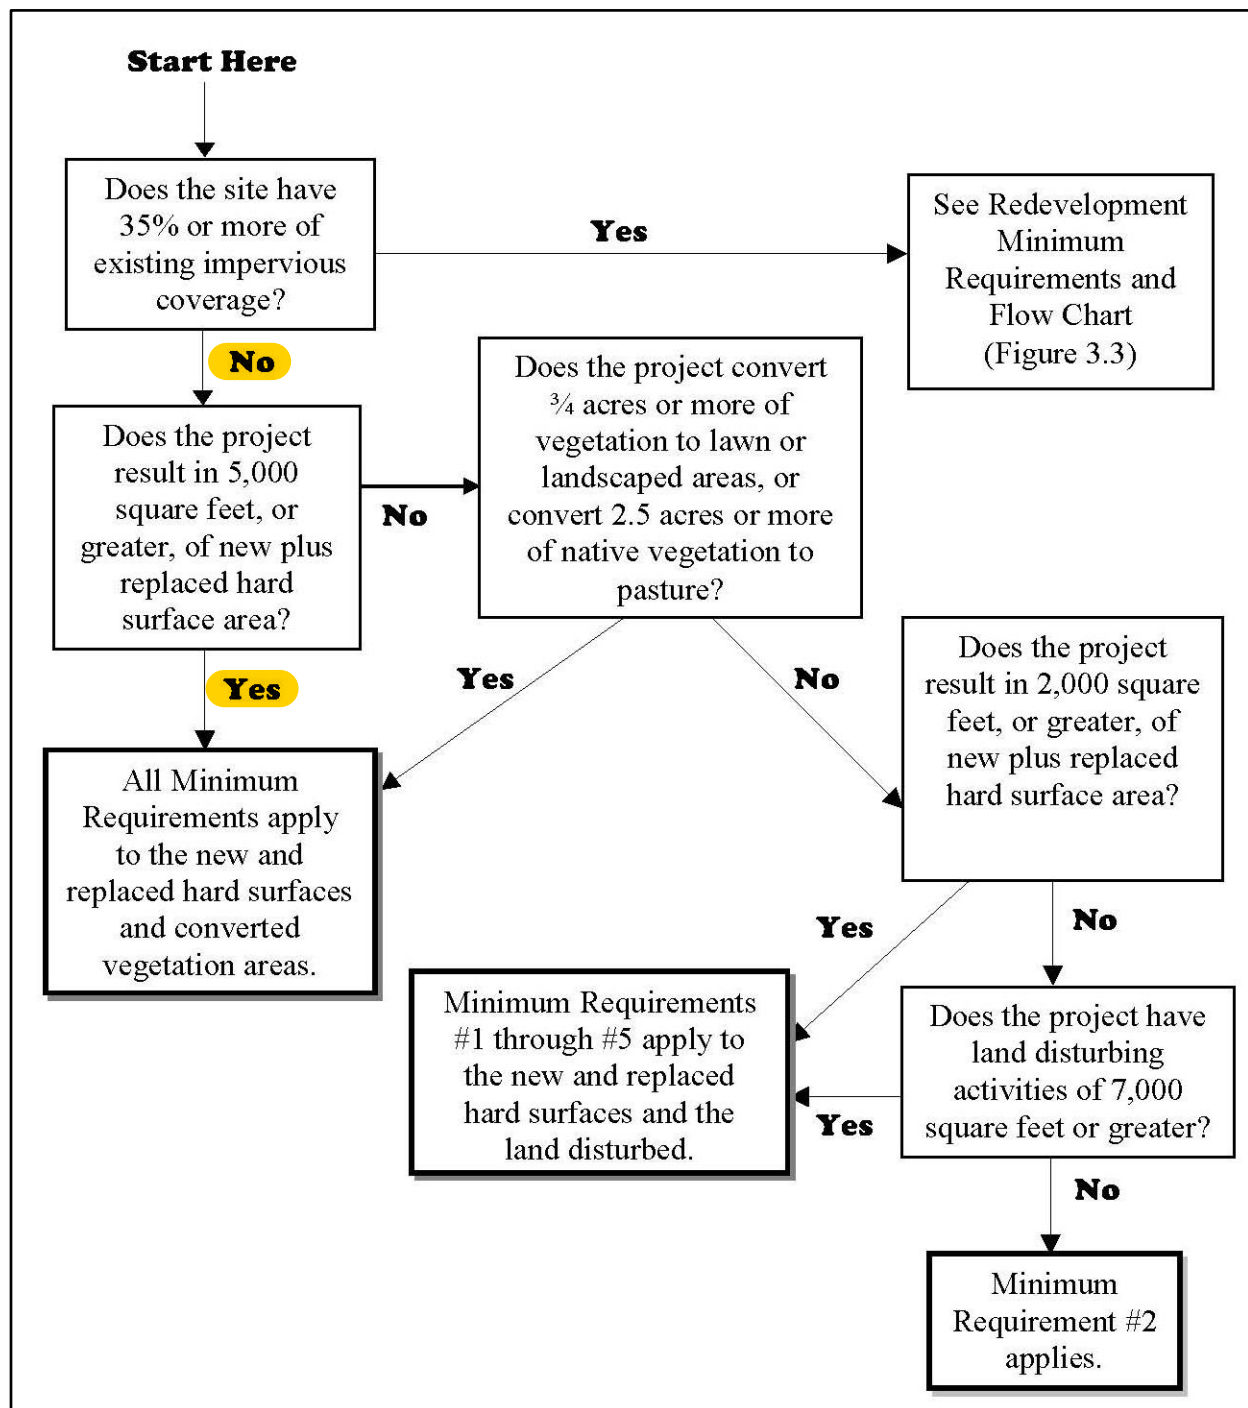 Start Here
Does the site have
35% or more of
existing impervious
coverage?
Yes
See Redevelopment
Minimum
Requirements and
Flow Chart
(Figure 3.3)
No
Does the project
result in 5,000
square feet, or
greater, of new plus
replaced hard
surface area?
No
Does the project convert
¾ acres or more of
vegetation to lawn or
landscaped areas, or
convert 2.5 acres or more
of native vegetation to
pasture?
Yes
Yes
No
Does the project
result in 2,000 square
feet, or greater, of
new plus replaced
hard surface area?
All Minimum
Requirements apply
to the new and
replaced hard surfaces
and converted
vegetation areas.
Yes
No
Minimum Requirements
#1 through #5 apply to
the new and replaced
hard surfaces and the
land disturbed.
Does the project have
land disturbing
activities of 7,000
square feet or greater?
Yes
No
Minimum
Requirement #2
applies.